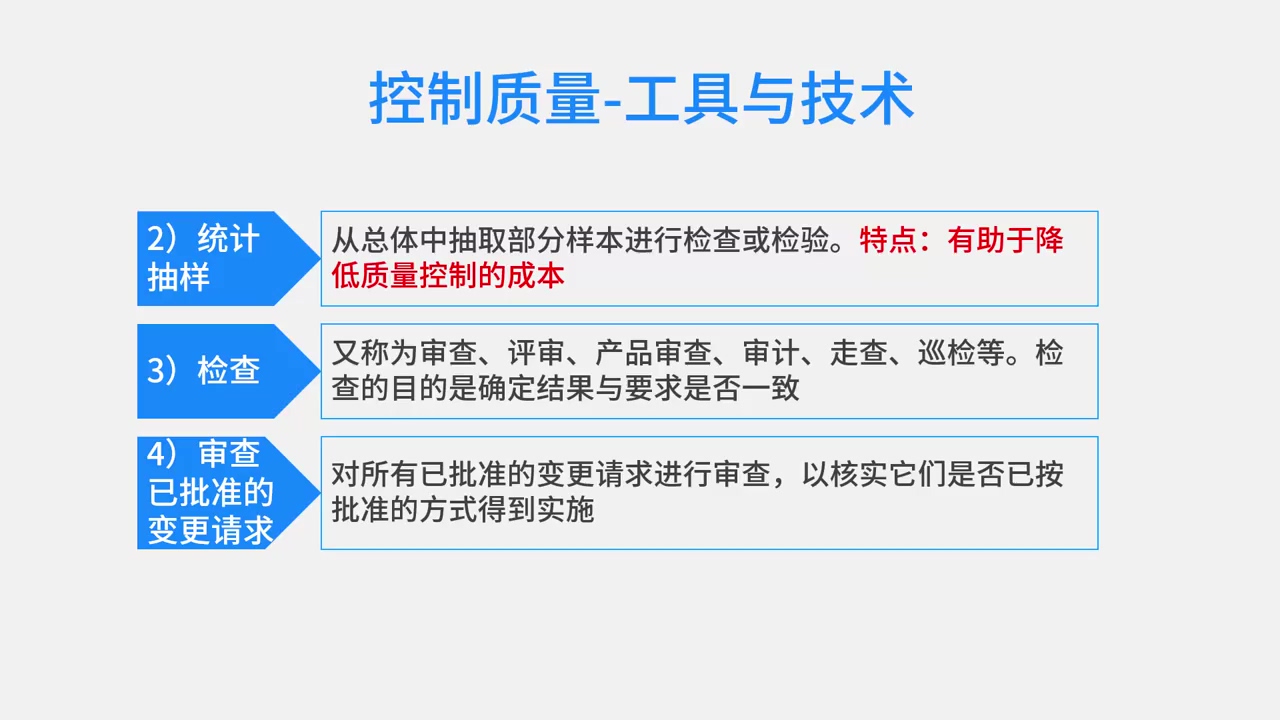 控制质量-工具与技术
2）统计
抽样
从总体中抽取部分样本进行检查或检验。特点：有助于降
低质量控制的成本
3）检查
又称为审查、评审、产品审查、审计、走查、巡检等。检
查的目的是确定结果与要求是否一致
4）审查
已批准的
变更请求
对所有已批准的变更请求进行审查，以核实它们是否已按
批准的方式得到实施